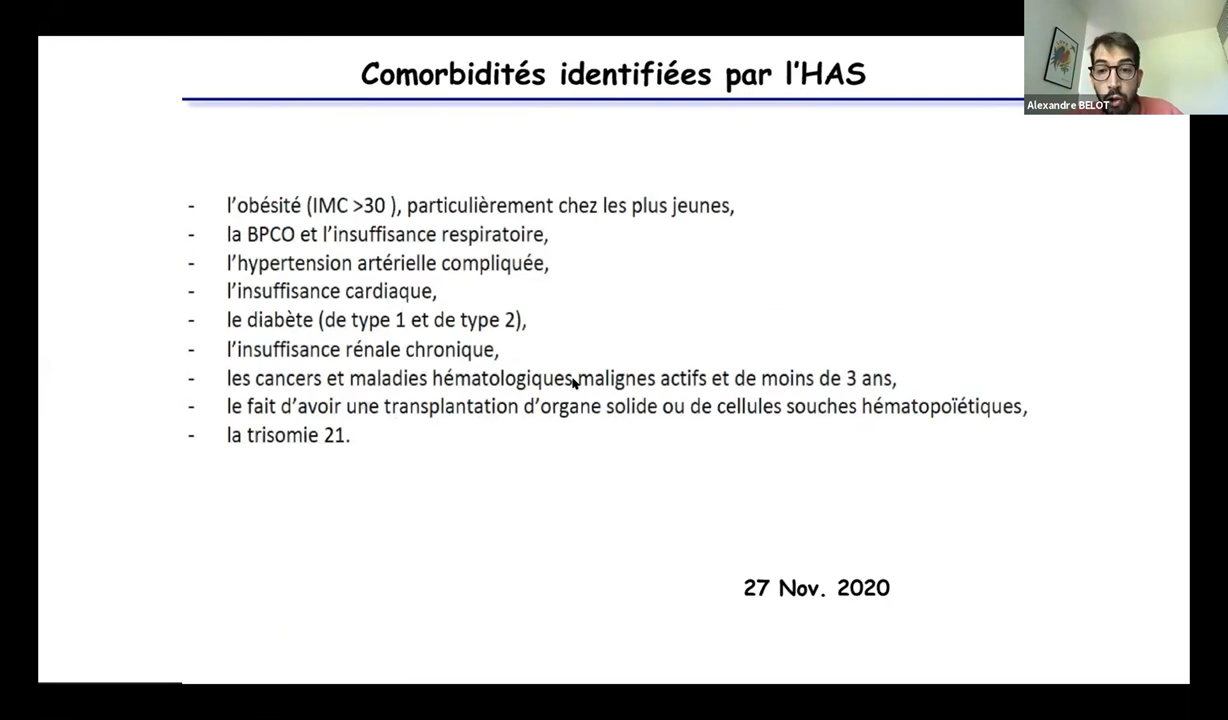 Comorbidités identifiées par l'HAS
Alexandre BELOT
- l'obésité (IMC >30 ), particulièrement chez les plus jeunes,
- la BPCO et l'insuffisance respiratoire,
- l'hypertension artérielle compliquée,
- l'insuffisance cardiaque,
- le diabète (de type 1 et de type 2),
- l'insuffisance rénale chronique,
- les cancers et maladies hématologiques malignes actifs et de moins de 3 ans,
- le fait d'avoir une transplantation d'organe solide ou de cellules souches hématopoïétiques,
- la trisomie 21.
27 Nov. 2020